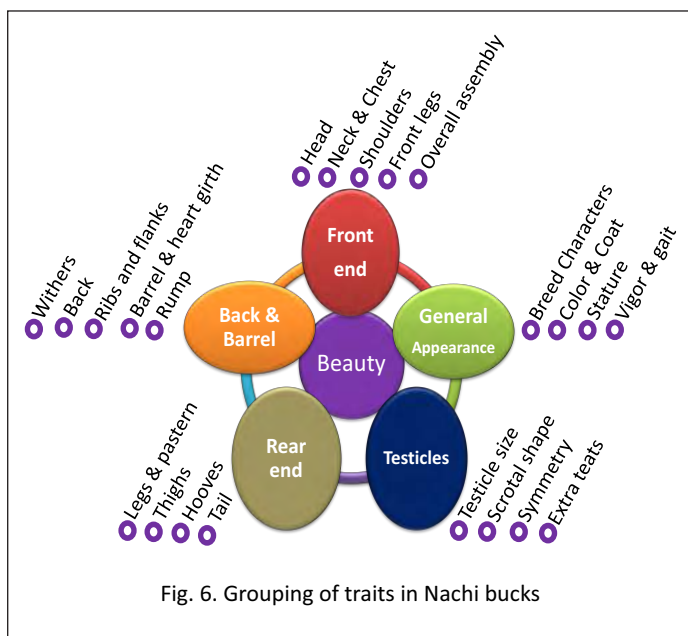 Head
Neck & Chest
Shoulders
Front legs
Overall assembly
Front
end
Withers
Back
Ribs and flanks
Barrel & heart girth
Rump
Back &
Barrel
General
Appearance
Breed Characters
Color & Coat
Stature
Vigor & gait
Beauty
Rear
end
Testicles
Legs & pastern
Thighs
Hooves
Tail
Testicle size
Scrotal shape
Symmetry
Extra teats
Fig. 6. Grouping of traits in Nachi bucks